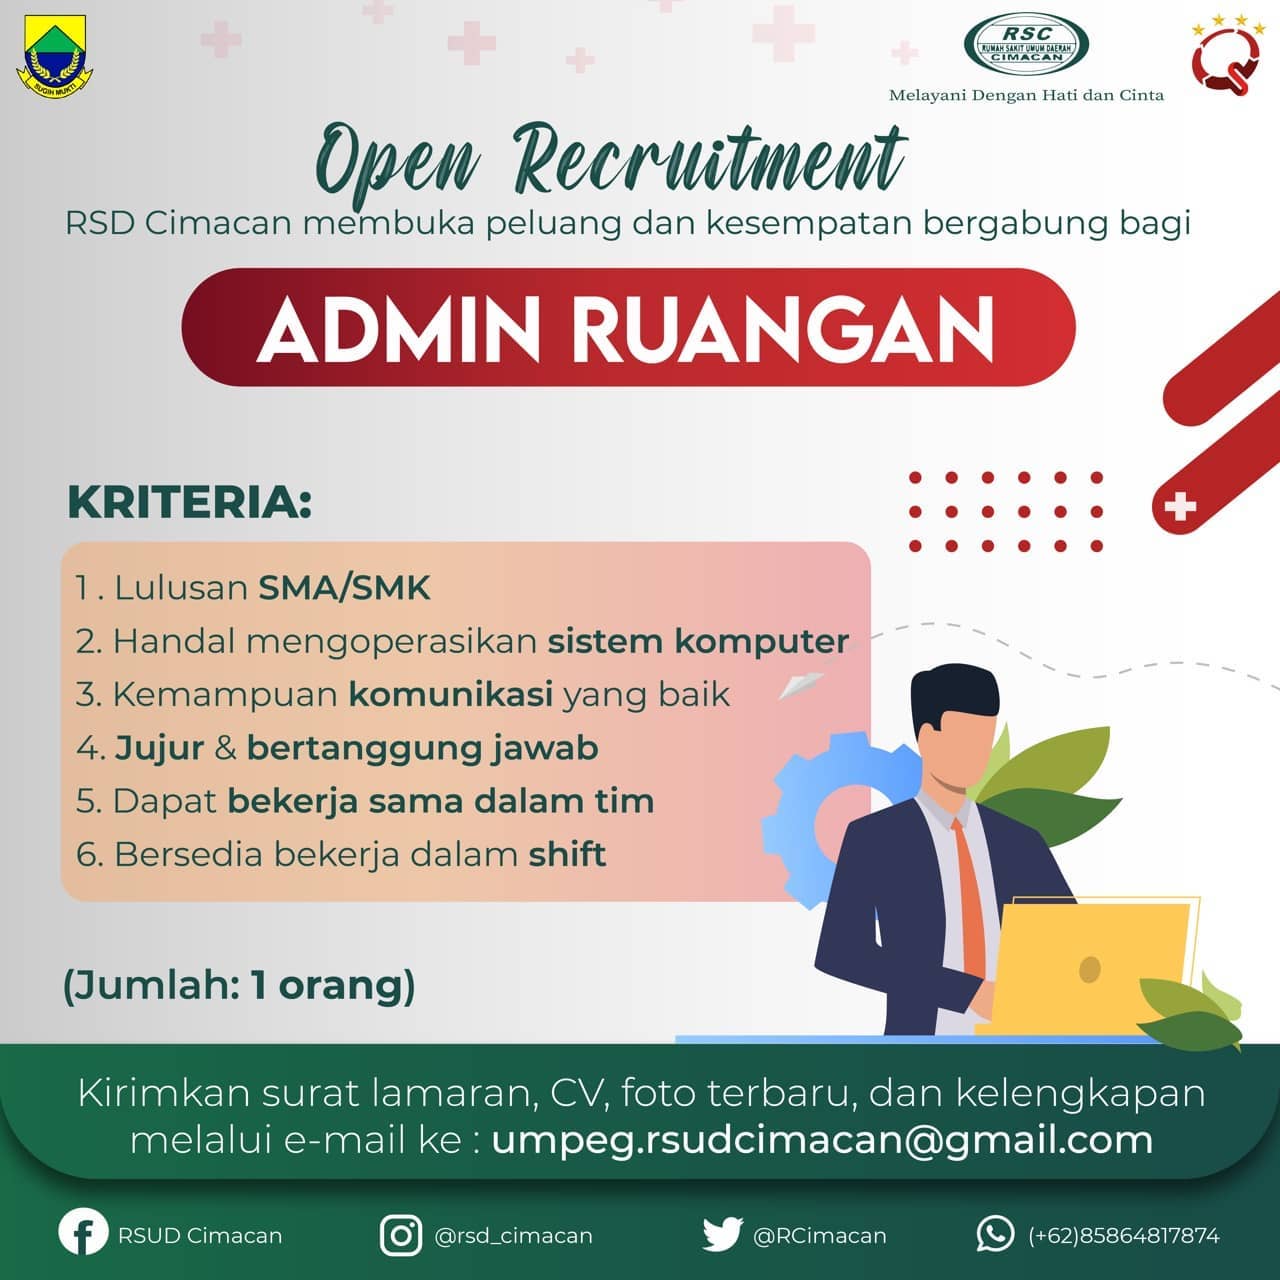 SUGIH MUKTI
RSC
RUMAH SAKIT UMUM DAERAH
CIMACAN
Melayani Dengan Hati dan Cinta
Open Recruitment
RSD Cimacan membuka peluang dan kesempatan bergabung bagi
ADMIN RUANGAN
KRITERIA:
1 . Lulusan SMA/SMK
2. Handal mengoperasikan sistem komputer
3. Kemampuan komunikasi yang baik
4. Jujur & bertanggung jawab
5. Dapat bekerja sama dalam tim
6. Bersedia bekerja dalam shift
(Jumlah: 1 orang)
Kirimkan surat lamaran, CV, foto terbaru, dan kelengkapan
melalui e-mail ke : umpeg.rsudcimacan@gmail.com
RSUD Cimacan @rsd_cimacan @RCimacan (+62)85864817874